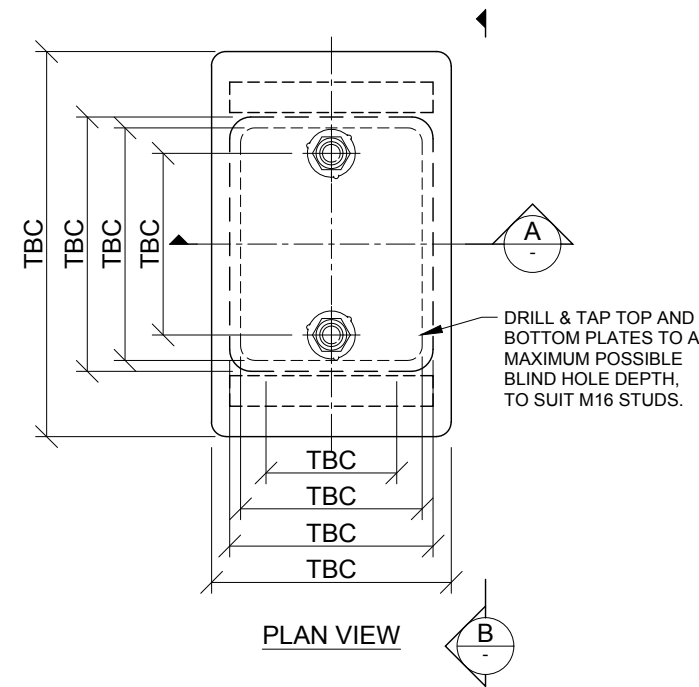 TBC
TBC
TBC
TBC
A
-
DRILL & TAP TOP AND
BOTTOM PLATES TO A
MAXIMUM POSSIBLE
BLIND HOLE DEPTH,
TO SUIT M16 STUDS.
TBC
TBC
TBC
TBC
PLAN VIEW
B
-